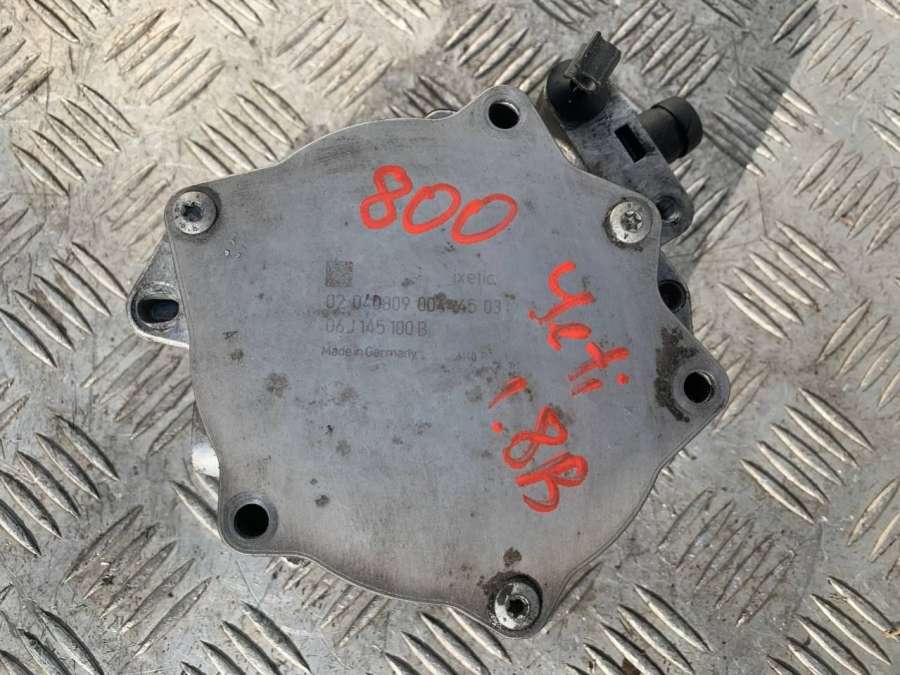 800
ixetic
02 040809 004 45 03
06J 145 100 B
Made in Germany
Yeti
1.8B